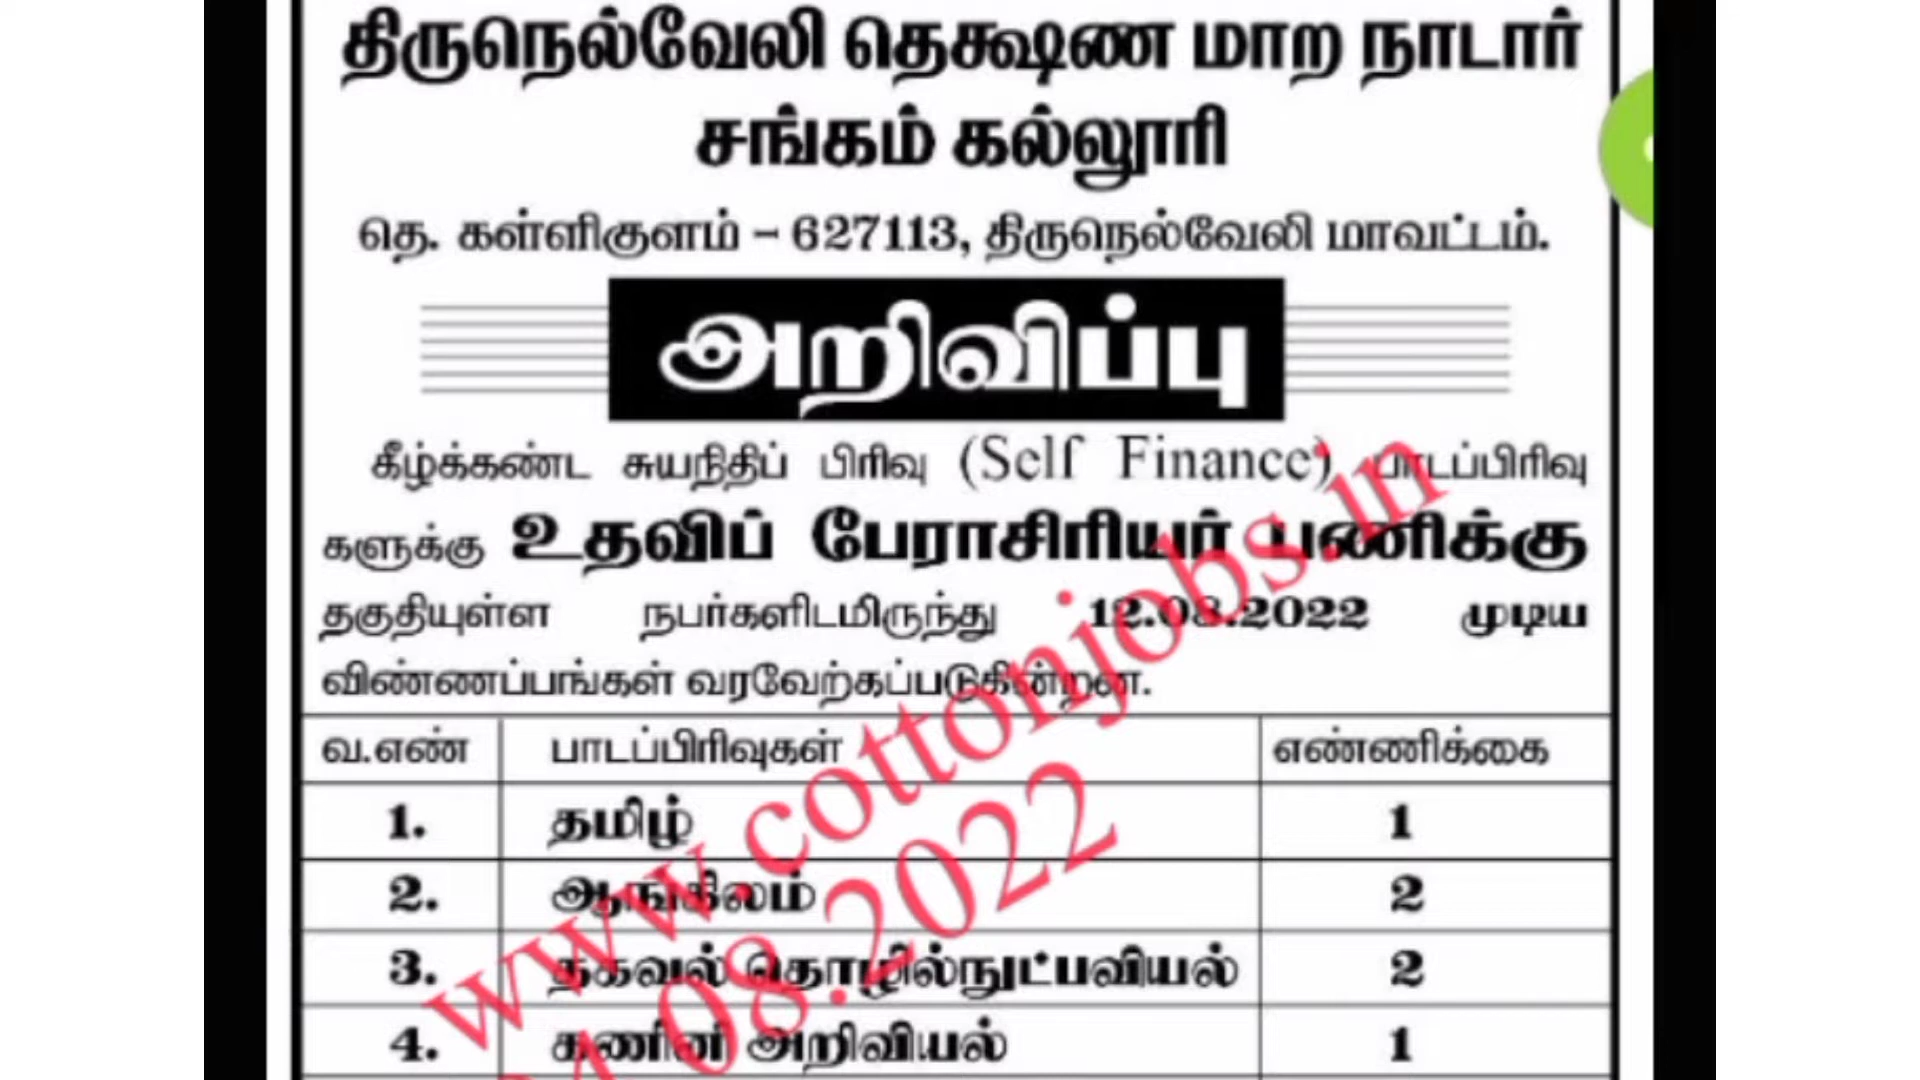 திருநெல்வேலி தெக்ஷண மாற நாடார்
சங்கம் கல்லூரி
தெ. கள்ளிகுளம் – 627113, திருநெல்வேலி மாவட்டம்.
அறிவிப்பு
கீழ்க்கண்ட சுயநிதிப் பிரிவு (Self Finance) பாடப்பிரிவு
களுக்கு உதவிப் பேராசிரியர் பணிக்கு
தகுதியுள்ள நபர்களிடமிருந்து 12.08.2022 முடிய
விண்ணப்பங்கள் வரவேற்கப்படுகின்றன.
வ.எண் பாடப்பிரிவுகள் எண்ணிக்கை
1. தமிழ் 1
2. ஆங்கிலம் 2
3. தகவல் தொழில்நுட்பவியல் 2
4. கணினி அறிவியல் 1
www.cottonjobs.in
08.2022